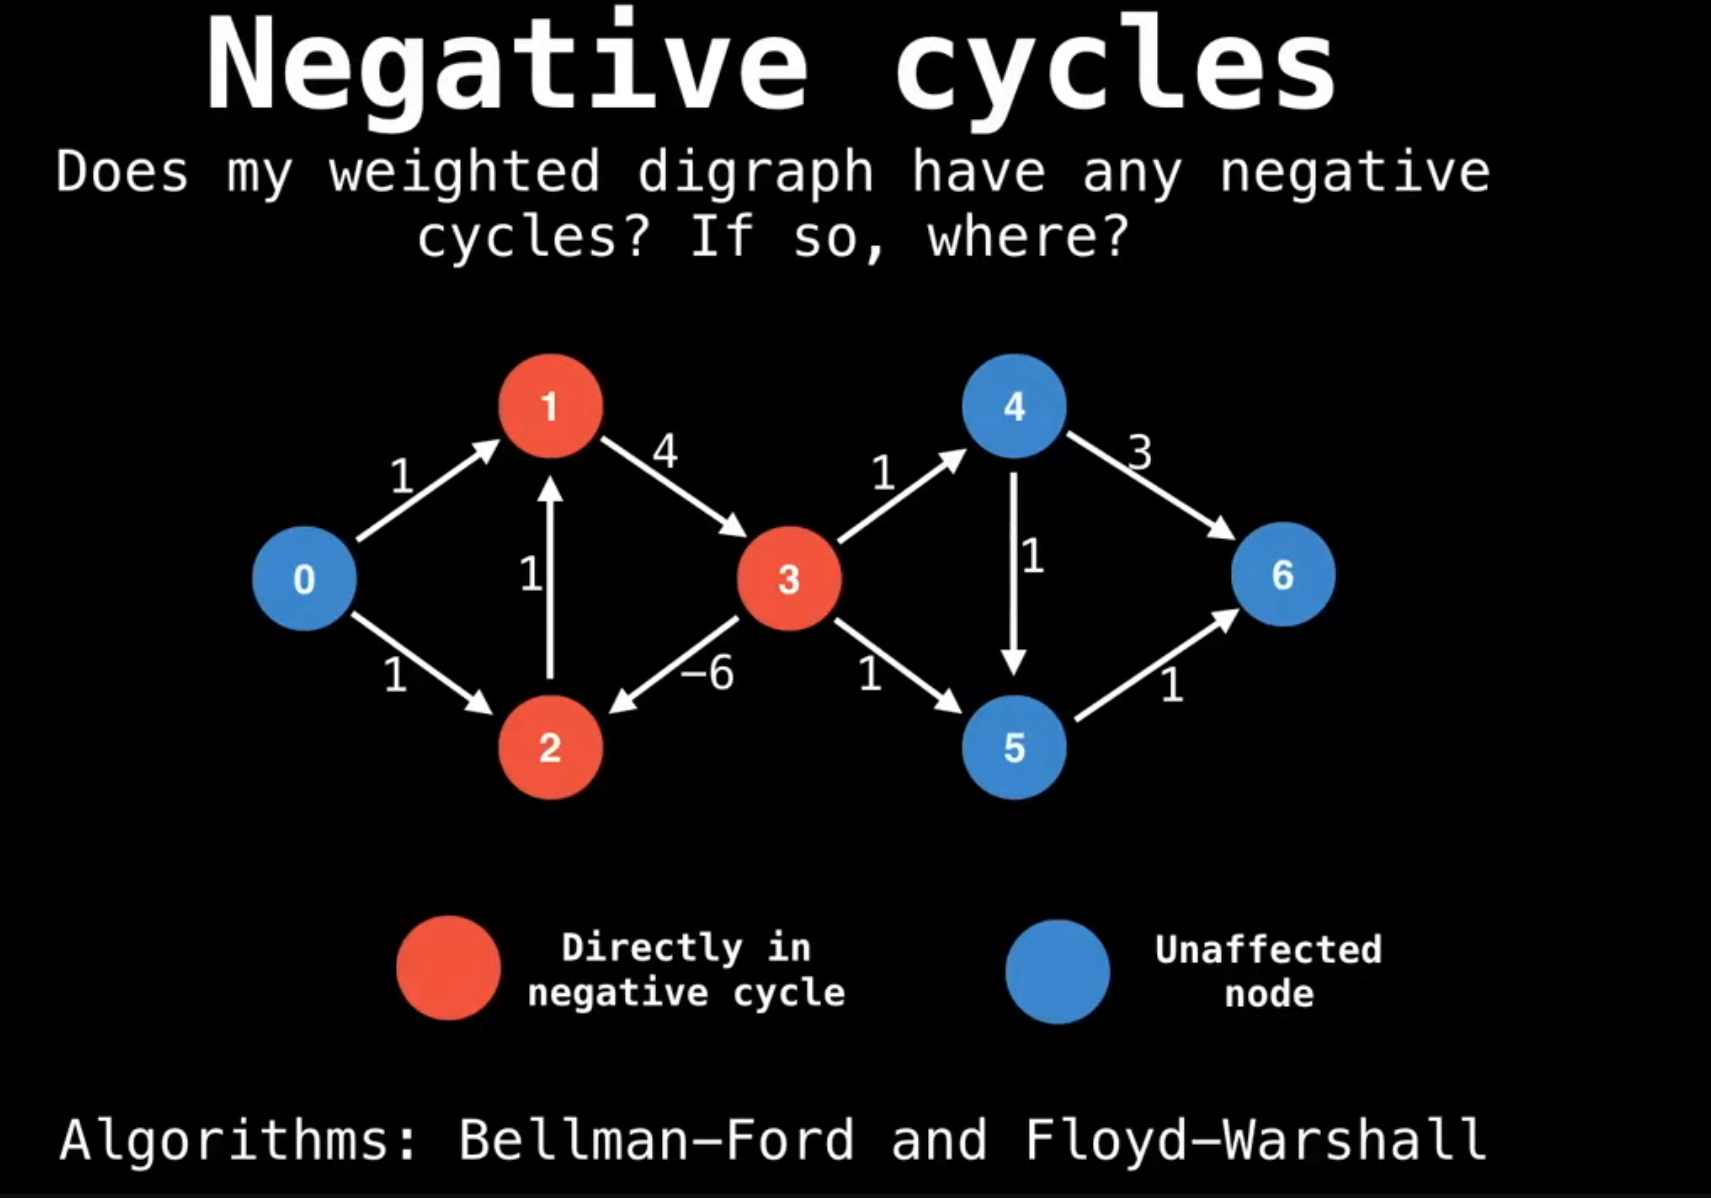 Negative cycles
Does my weighted digraph have any negative
cycles? If so, where?
1
4
4
3
1
1
0
1
3
1
6
1
-6
1
1
2
5
Directly in
negative cycle
Unaffected
node
Algorithms: Bellman-Ford and Floyd-Warshall